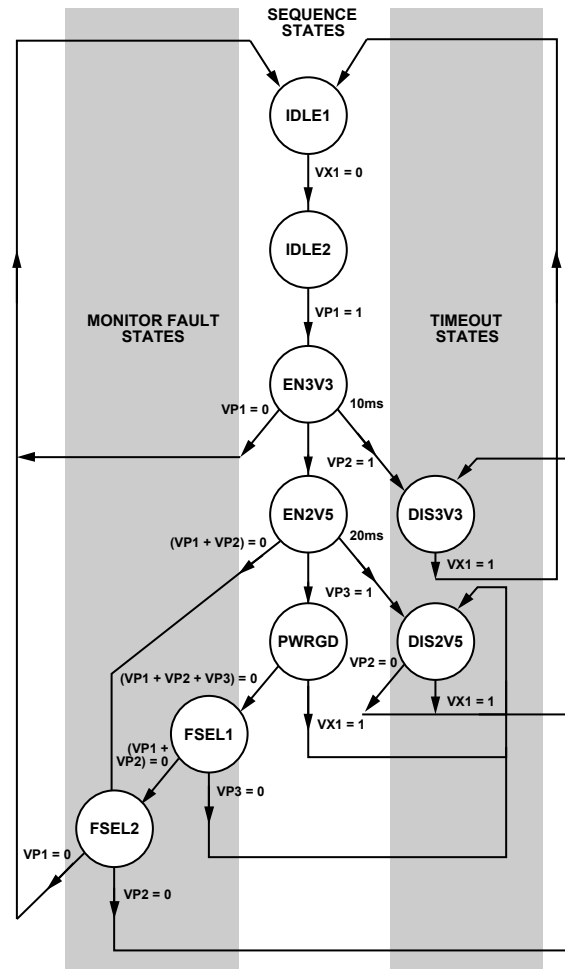 SEQUENCE
STATES
IDLE1
VX1 = 0
IDLE2
MONITOR FAULT
STATES
VP1 = 1
TIMEOUT
STATES
EN3V3
VP1 = 0
10ms
VP2 = 1
EN2V5
DIS3V3
(VP1 + VP2) = 0
20ms
VX1 = 1
VP3 = 1
PWRGD
DIS2V5
VP2 = 0
(VP1 + VP2 + VP3) = 0
VX1 = 1
VX1 = 1
FSEL1
(VP1 +
VP2) = 0
VP3 = 0
FSEL2
VP1 = 0
VP2 = 0